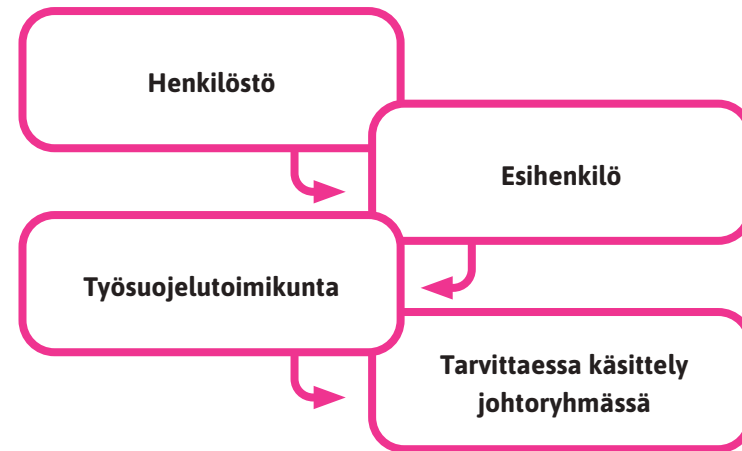 Henkilöstö
Esihenkilö
Työsuojelutoimikunta
Tarvittaessa käsittely
johtoryhmässä